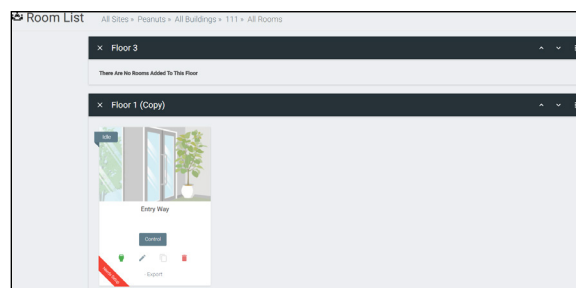 Room List All Sites » Peanuts » All Buildings » 111 » All Rooms
× Floor 3
There Are No Rooms Added To This Floor
× Floor 1 (Copy)
Idle
Entry Way
Control
Export